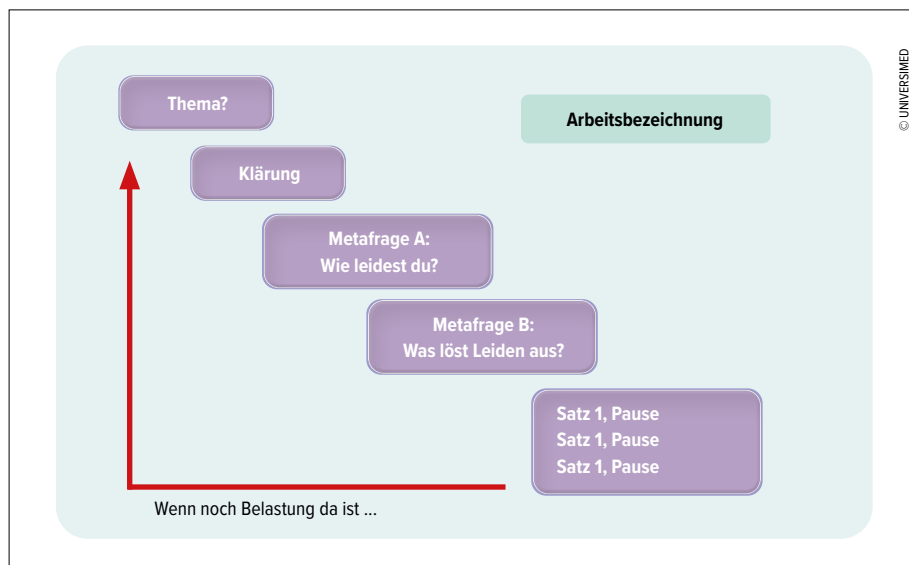 Thema?
Arbeitsbezeichnung
Klärung
Metafrage A:
Wie leidest du?
Metafrage B:
Was löst Leiden aus?
Satz 1, Pause
Satz 1, Pause
Satz 1, Pause
Wenn noch Belastung da ist ...
© UNIVERSIMED